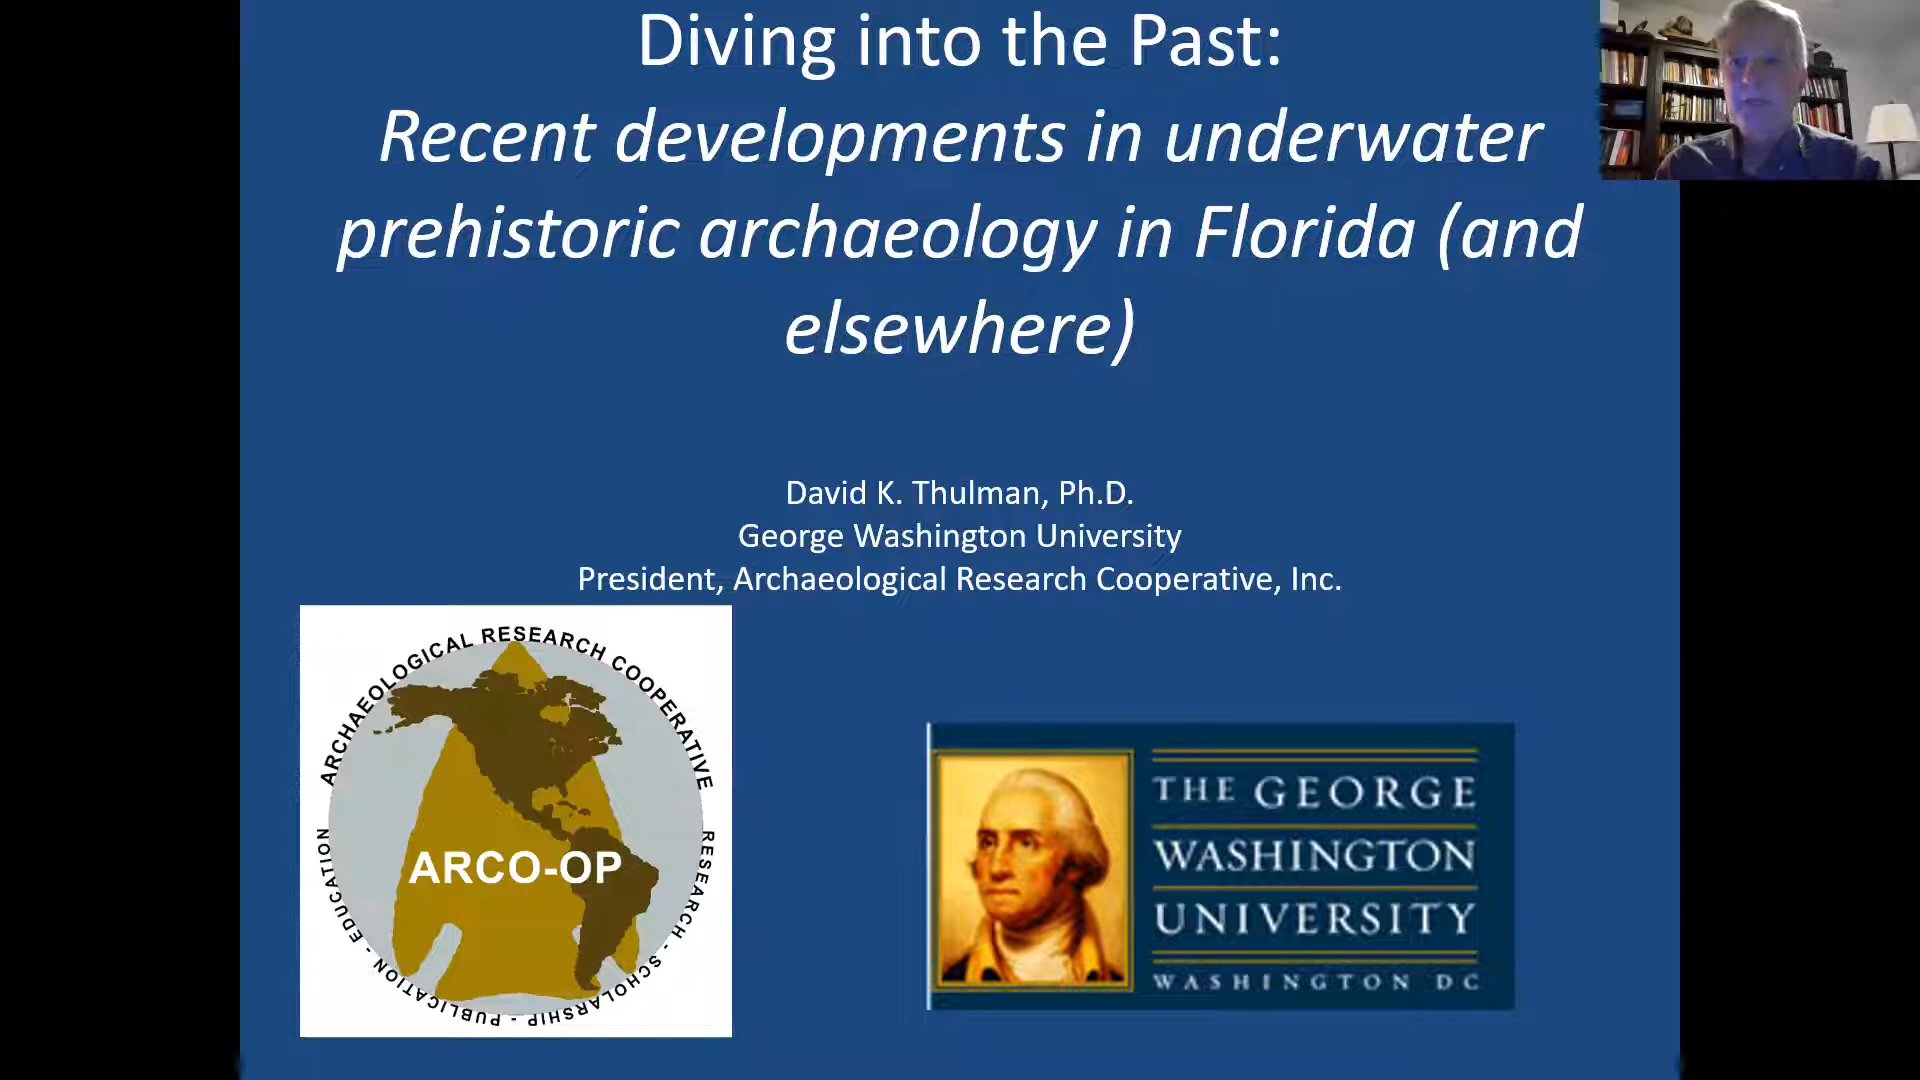 Diving into the Past:
Recent developments in underwater
prehistoric archaeology in Florida (and
elsewhere)
David K. Thulman, Ph.D.
George Washington University
President, Archaeological Research Cooperative, Inc.
ARCHAEOLOGICAL RESEARCH COOPERATIVE
ARCO-OP
RESEARCH - SCHOLARSHIP - PUBLICATION - EDUCATION
THE GEORGE
WASHINGTON
UNIVERSITY
WASHINGTON DC